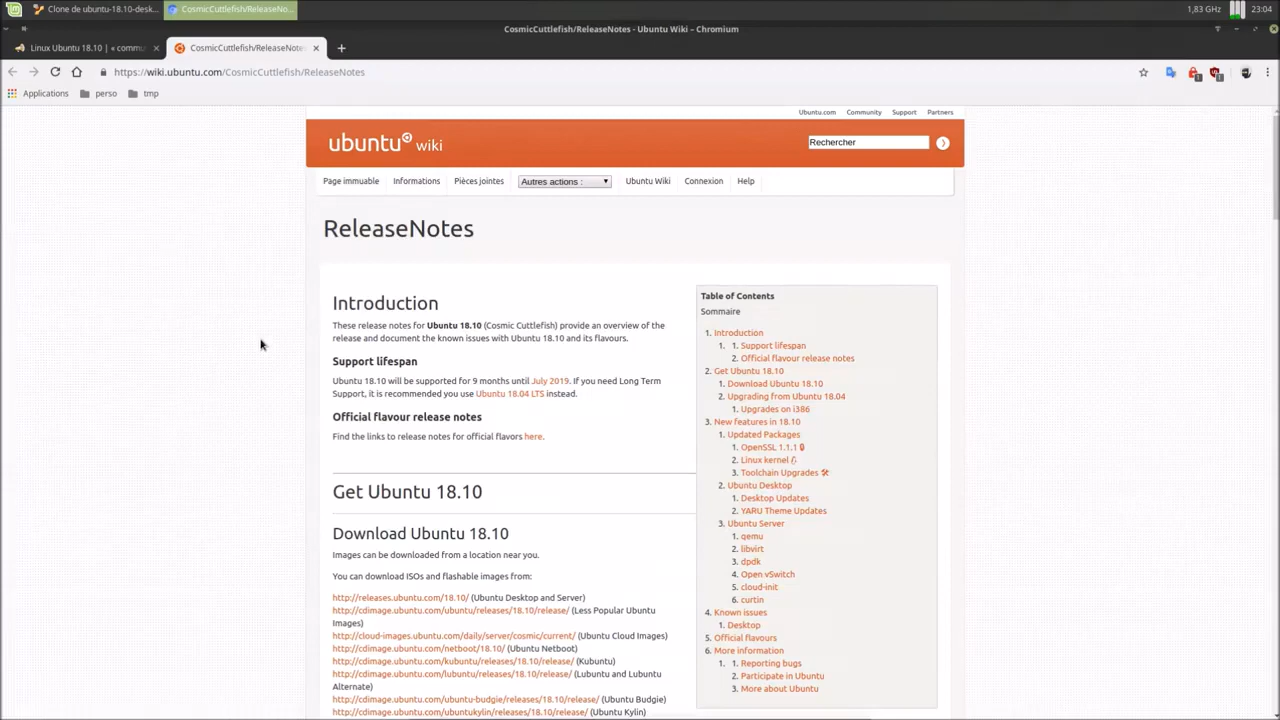 Clone de ubuntu-18.10-desk...
CosmicCuttlefish/ReleaseNo...
1,83 GHz
23:04
CosmicCuttlefish/ReleaseNotes - Ubuntu Wiki – Chromium
Linux Ubuntu 18.10 | « commu
CosmicCuttlefish/ReleaseNotes
https://wiki.ubuntu.com/CosmicCuttlefish/ReleaseNotes
Applications
perso
tmp
Ubuntu.com
Community
Support
Partners
ubuntu wiki
Rechercher
Page immuable
Informations
Pièces jointes
Autres actions :
Ubuntu Wiki
Connexion
Help
ReleaseNotes
Introduction
These release notes for Ubuntu 18.10 (Cosmic Cuttlefish) provide an overview of the
release and document the known issues with Ubuntu 18.10 and its flavours.
Support lifespan
Ubuntu 18.10 will be supported for 9 months until July 2019. If you need Long Term
Support, it is recommended you use Ubuntu 18.04 LTS instead.
Official flavour release notes
Find the links to release notes for official flavors here.
Get Ubuntu 18.10
Download Ubuntu 18.10
Images can be downloaded from a location near you.
You can download ISOs and flashable images from:
http://releases.ubuntu.com/18.10/ (Ubuntu Desktop and Server)
http://cdimage.ubuntu.com/ubuntu/releases/18.10/release/ (Less Popular Ubuntu
Images)
http://cloud-images.ubuntu.com/daily/server/cosmic/current/ (Ubuntu Cloud Images)
http://cdimage.ubuntu.com/netboot/18.10/ (Ubuntu Netboot)
http://cdimage.ubuntu.com/kubuntu/releases/18.10/release/ (Kubuntu)
http://cdimage.ubuntu.com/lubuntu/releases/18.10/release/ (Lubuntu and Lubuntu
Alternate)
http://cdimage.ubuntu.com/ubuntu-budgie/releases/18.10/release/ (Ubuntu Budgie)
http://cdimage.ubuntu.com/ubuntukylin/releases/18.10/release/ (Ubuntu Kylin)
Table of Contents
Sommaire
1. Introduction
1. 1. Support lifespan
2. Official flavour release notes
2. Get Ubuntu 18.10
1. Download Ubuntu 18.10
2. Upgrading from Ubuntu 18.04
1. Upgrades on i386
3. New features in 18.10
1. Updated Packages
1. OpenSSL 1.1.1 🔒
2. Linux kernel 🐧
3. Toolchain Upgrades 🛠
2. Ubuntu Desktop
1. Desktop Updates
2. YARU Theme Updates
3. Ubuntu Server
1. qemu
2. libvirt
3. dpdk
4. Open vSwitch
5. cloud-init
6. curtin
4. Known issues
1. Desktop
5. Official flavours
6. More information
1. 1. Reporting bugs
2. Participate in Ubuntu
3. More about Ubuntu